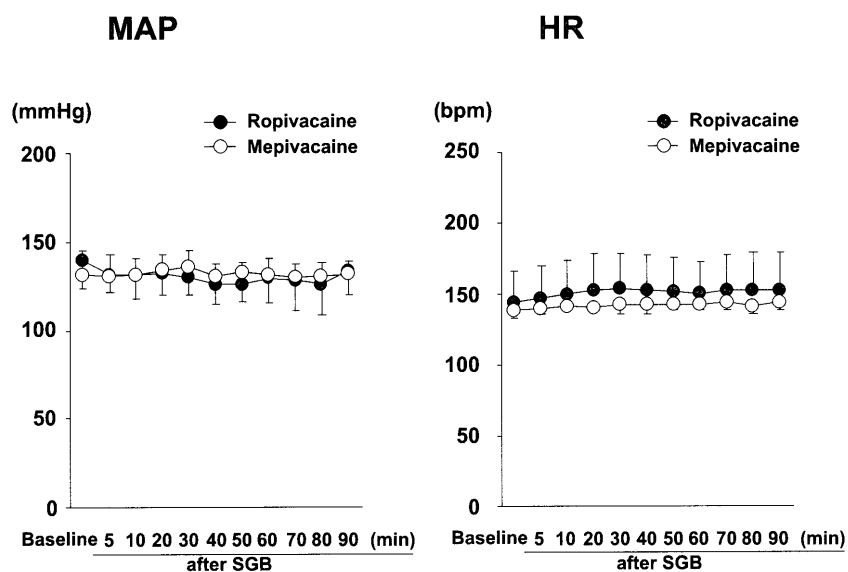 MAP
(mmHg)
Ropivacaine
Mepivacaine
200
150
100
50
0
Baseline 5 10 20 30 40 50 60 70 80 90 (min)
after SGB
HR
(bpm)
Ropivacaine
Mepivacaine
250
200
150
100
50
0
Baseline 5 10 20 30 40 50 60 70 80 90 (min)
after SGB